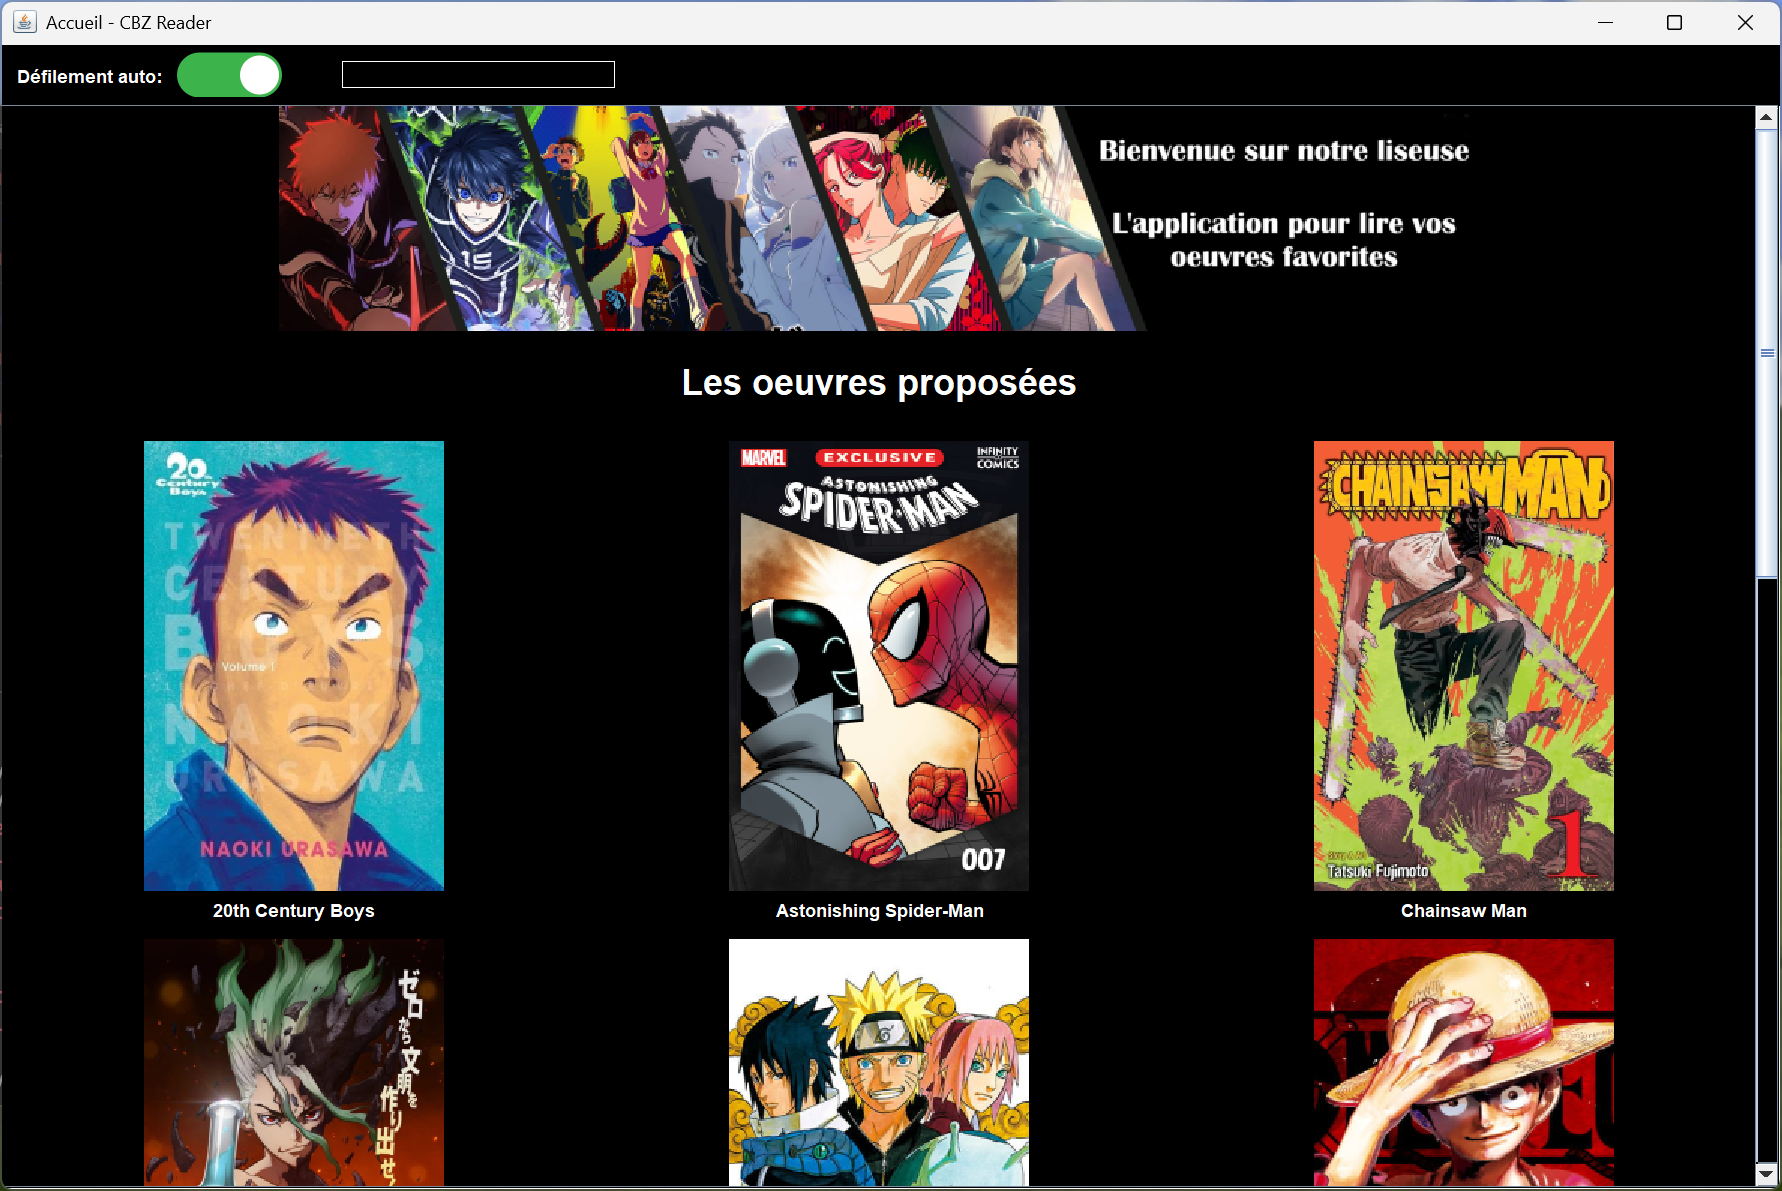 Accueil - CBZ Reader
Défilement auto:
15
Bienvenue sur notre liseuse
L'application pour lire vos
oeuvres favorites
Les oeuvres proposées
20th
Century
Boys
TWENTIETH
CENTURY
BOYS
Volume 1
NAOKI
URASAWA
NAOKI URASAWA
MARVEL
EXCLUSIVE
INFINITY
COMICS
ASTONISHING
SPIDER-MAN
007
CHAINSAW MAN
1
Tatsuki Fujimoto
20th Century Boys
Astonishing Spider-Man
Chainsaw Man
ゼロ
から
文明を
作り
出せ